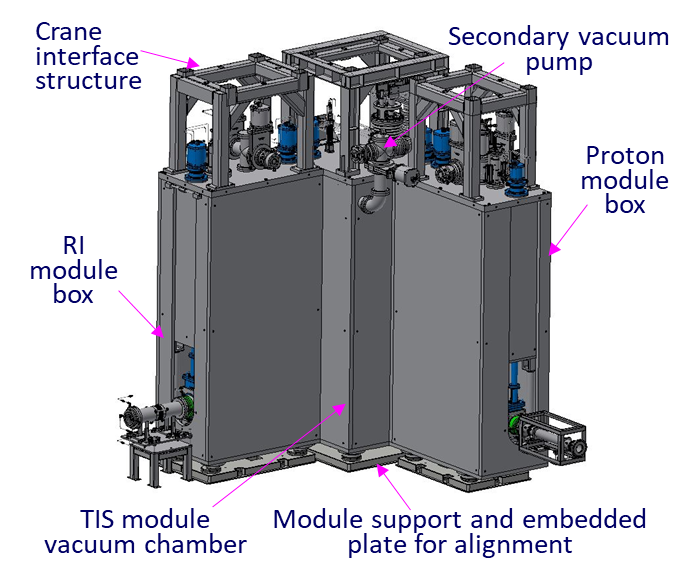 Crane
interface
structure
Secondary vacuum
pump
Proton
module
box
RI
module
box
TIS module
vacuum chamber
Module support and embedded
plate for alignment